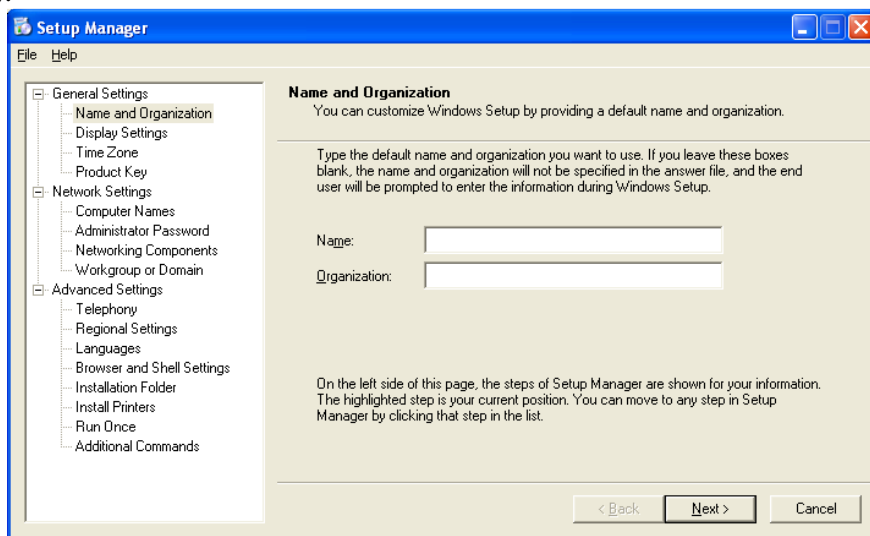 Setup Manager
File Help
General Settings
Name and Organization
Display Settings
Time Zone
Product Key
Network Settings
Computer Names
Administrator Password
Networking Components
Workgroup or Domain
Advanced Settings
Telephony
Regional Settings
Languages
Browser and Shell Settings
Installation Folder
Install Printers
Run Once
Additional Commands
Name and Organization
You can customize Windows Setup by providing a default name and organization.
Type the default name and organization you want to use. If you leave these boxes
blank, the name and organization will not be specified in the answer file, and the end
user will be prompted to enter the information during Windows Setup.
Name:
Organization:
On the left side of this page, the steps of Setup Manager are shown for your information.
The highlighted step is your current position. You can move to any step in Setup
Manager by clicking that step in the list.
< Back Next > Cancel